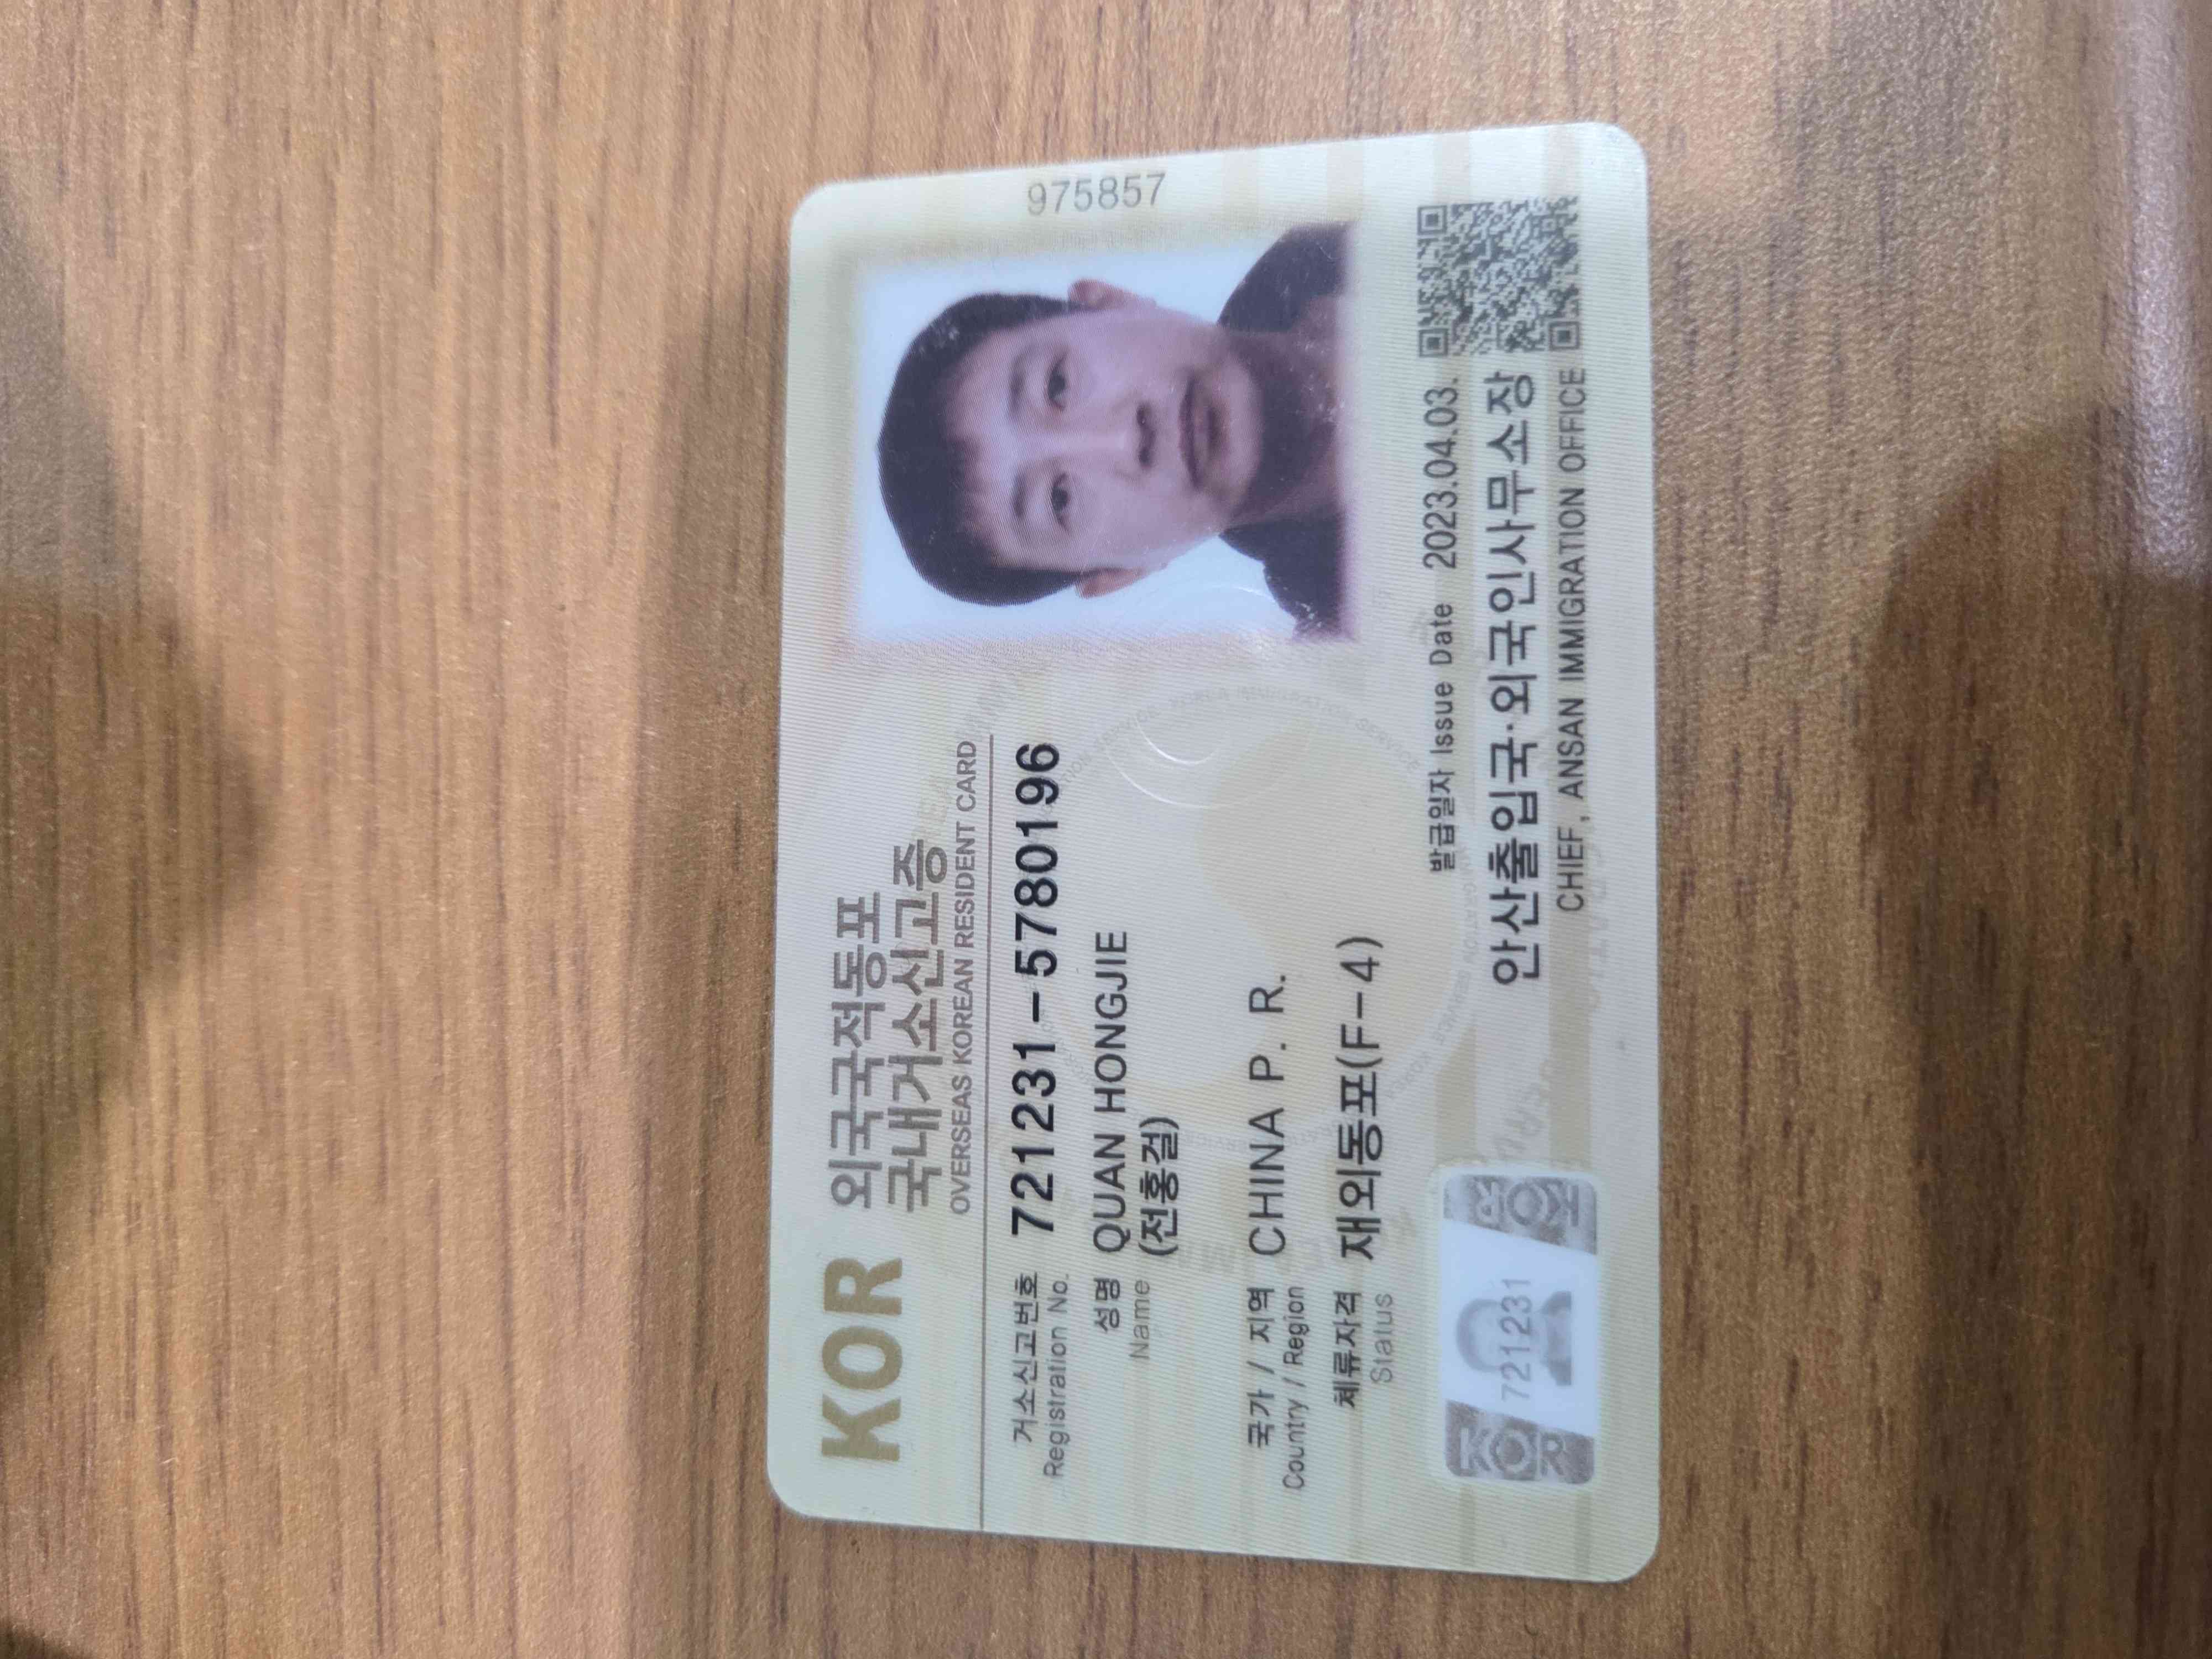 KOR
외국국적동포
국내거소신고증
OVERSEAS KOREAN RESIDENT CARD
975857
거소신고번호 721231-5780196
Registration No.
성명 QUAN HONGJIE
Name (전홍걸)
국가 / 지역 CHINA P. R.
Country / Region
체류자격 재외동포(F-4)
Status
발급일자 Issue Date 2023.04.03.
안산출입국·외국인사무소장
CHIEF, ANSAN IMMIGRATION OFFICE
KOR
721231